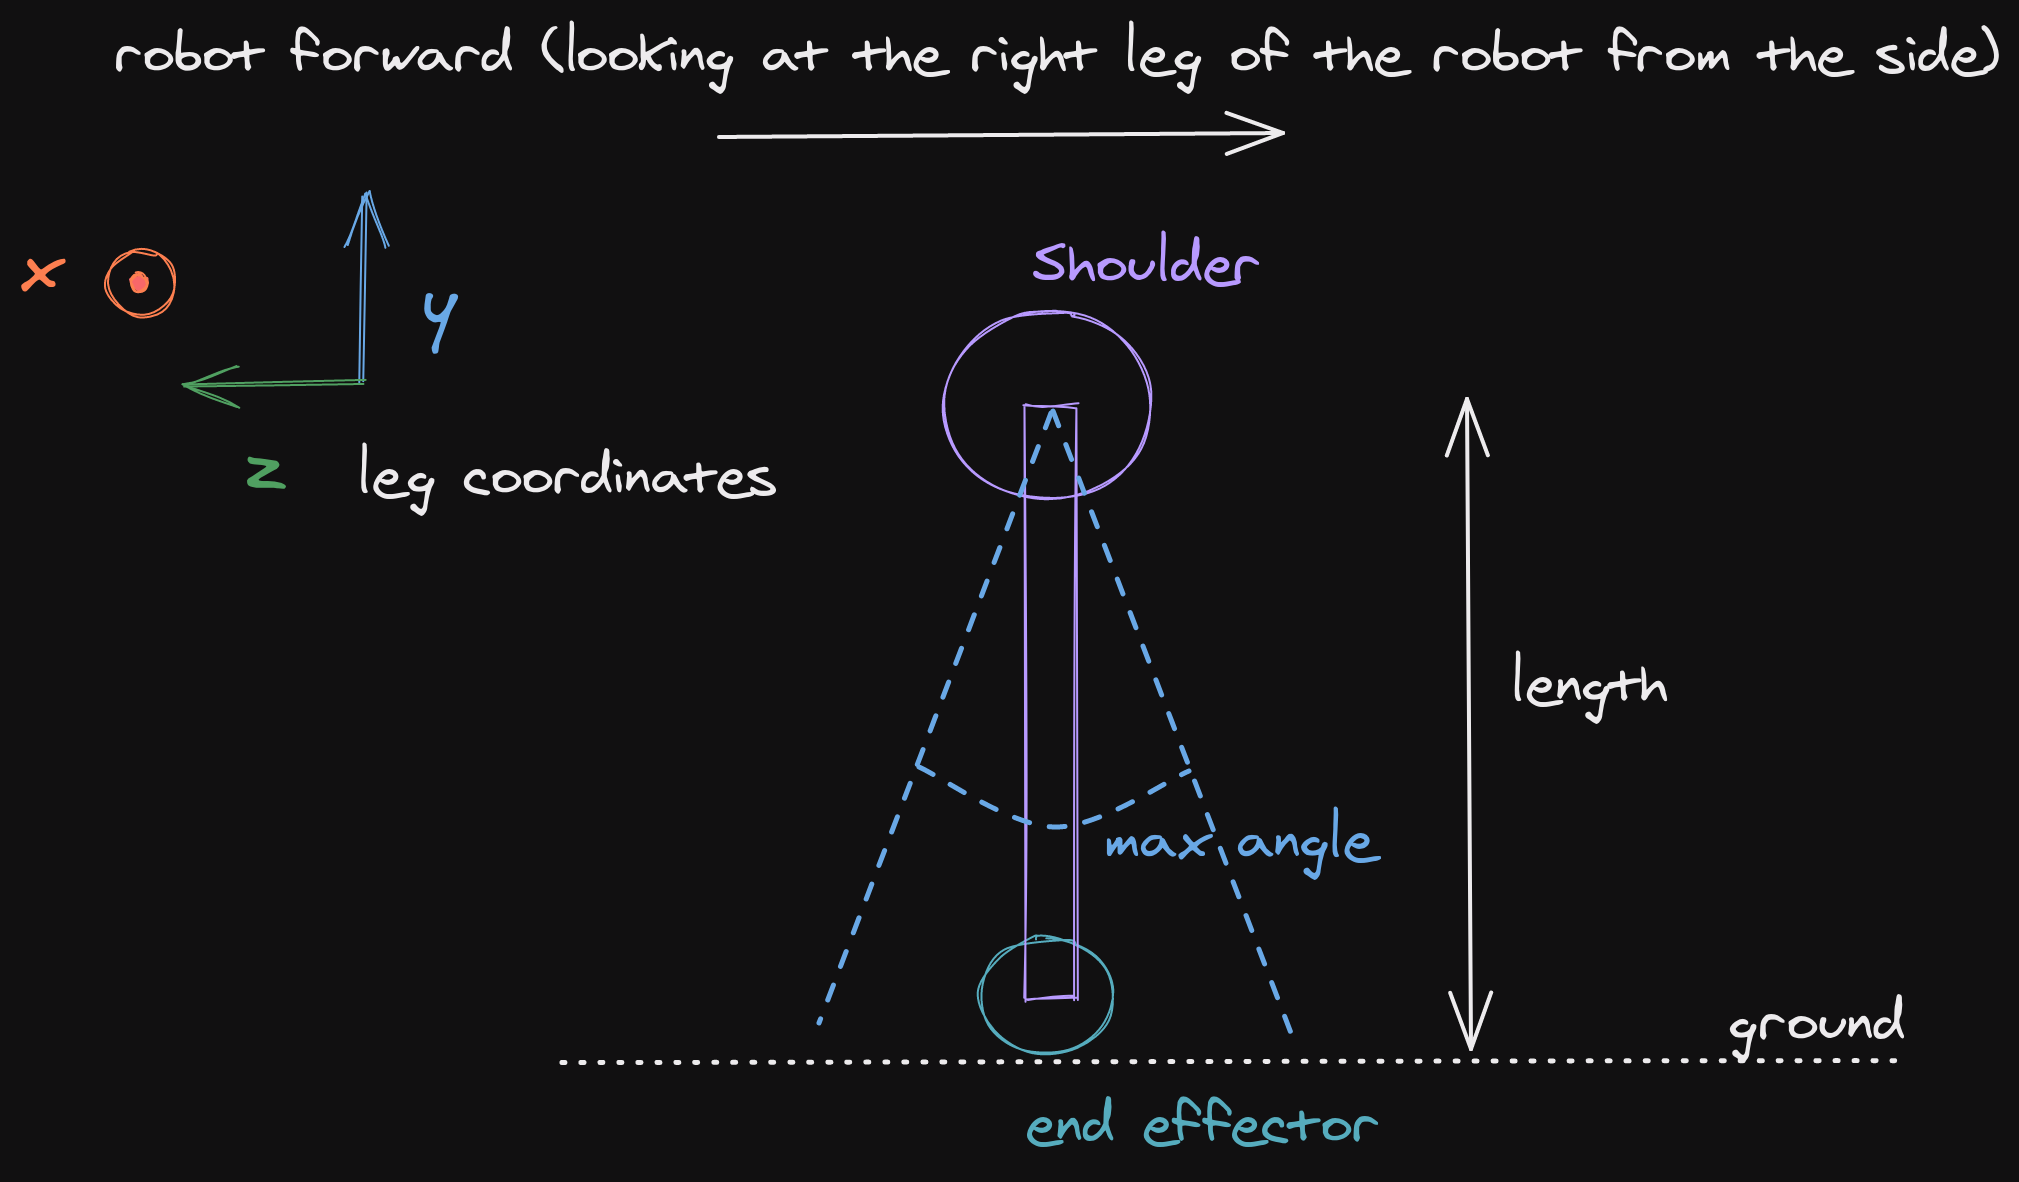 robot forward (looking at the right leg of the robot from the side)
x
y
z
leg coordinates
Shoulder
length
max angle
ground
end effector